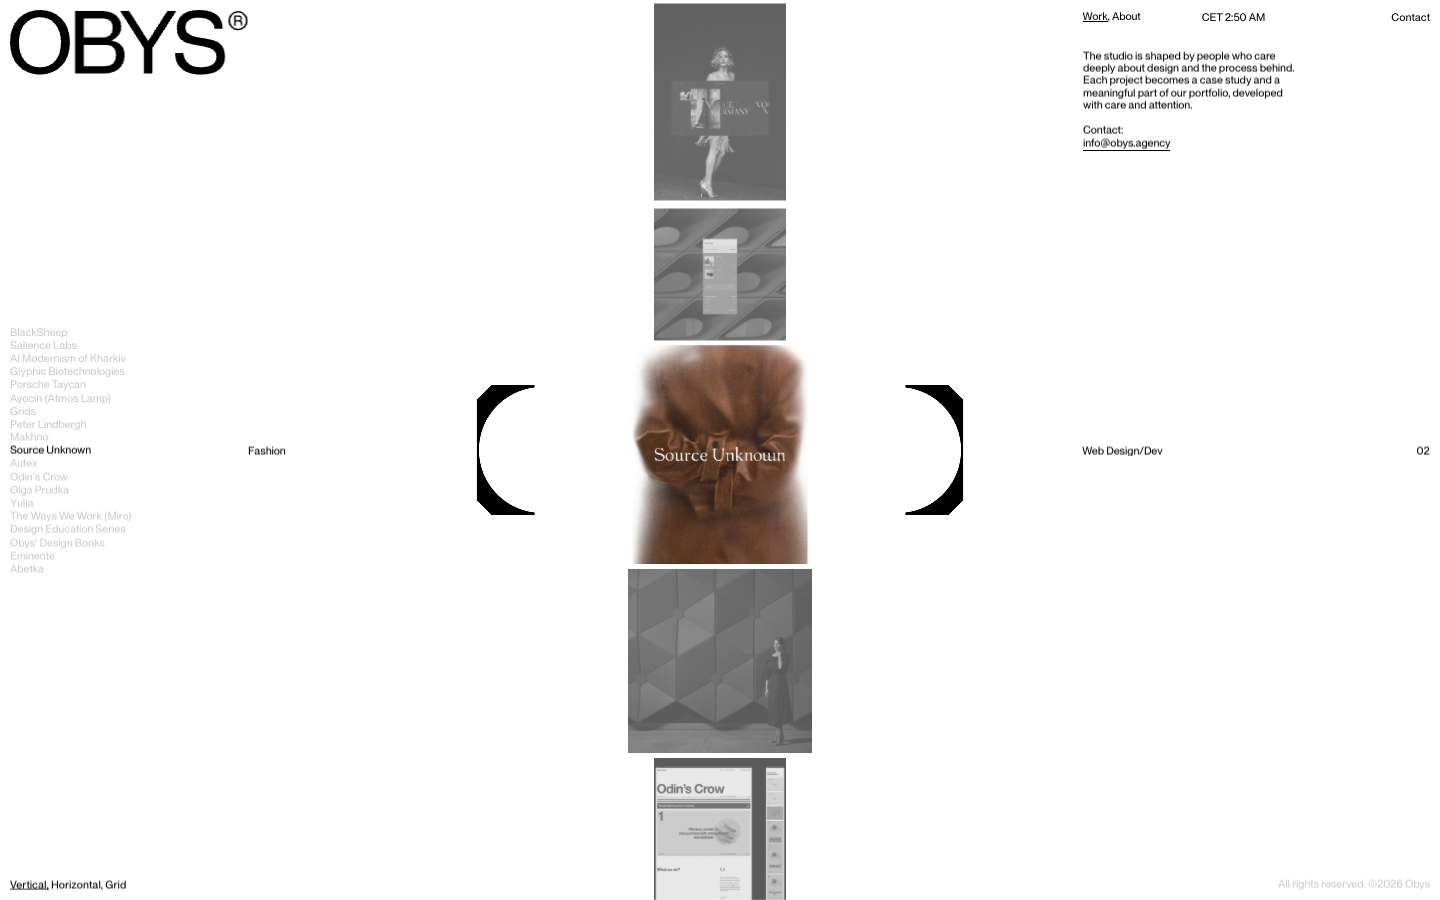 OBYS®
Work, About
CET 2:50 AM
Contact
The studio is shaped by people who care
deeply about design and the process behind.
Each project becomes a case study and a
meaningful part of our portfolio, developed
with care and attention.
Contact:
info@obys.agency
BlackSheep
Salience Labs
AI Modernism of Kharkiv
Glyphic Biotechnologies
Porsche Taycan
Ayocin (Atmos Lamp)
Grids
Peter Lindbergh
Makhno
Source Unknown
Fashion
Source Unknown
Web Design/Dev
02
Autex
Odin's Crow
Olga Prudka
Yulia
The Ways We Work (Miro)
Design Education Series
Obys' Design Books
Eminente
Abetka
Odin's Crow
1
Vertical, Horizontal, Grid
All rights reserved. ©2026 Obys